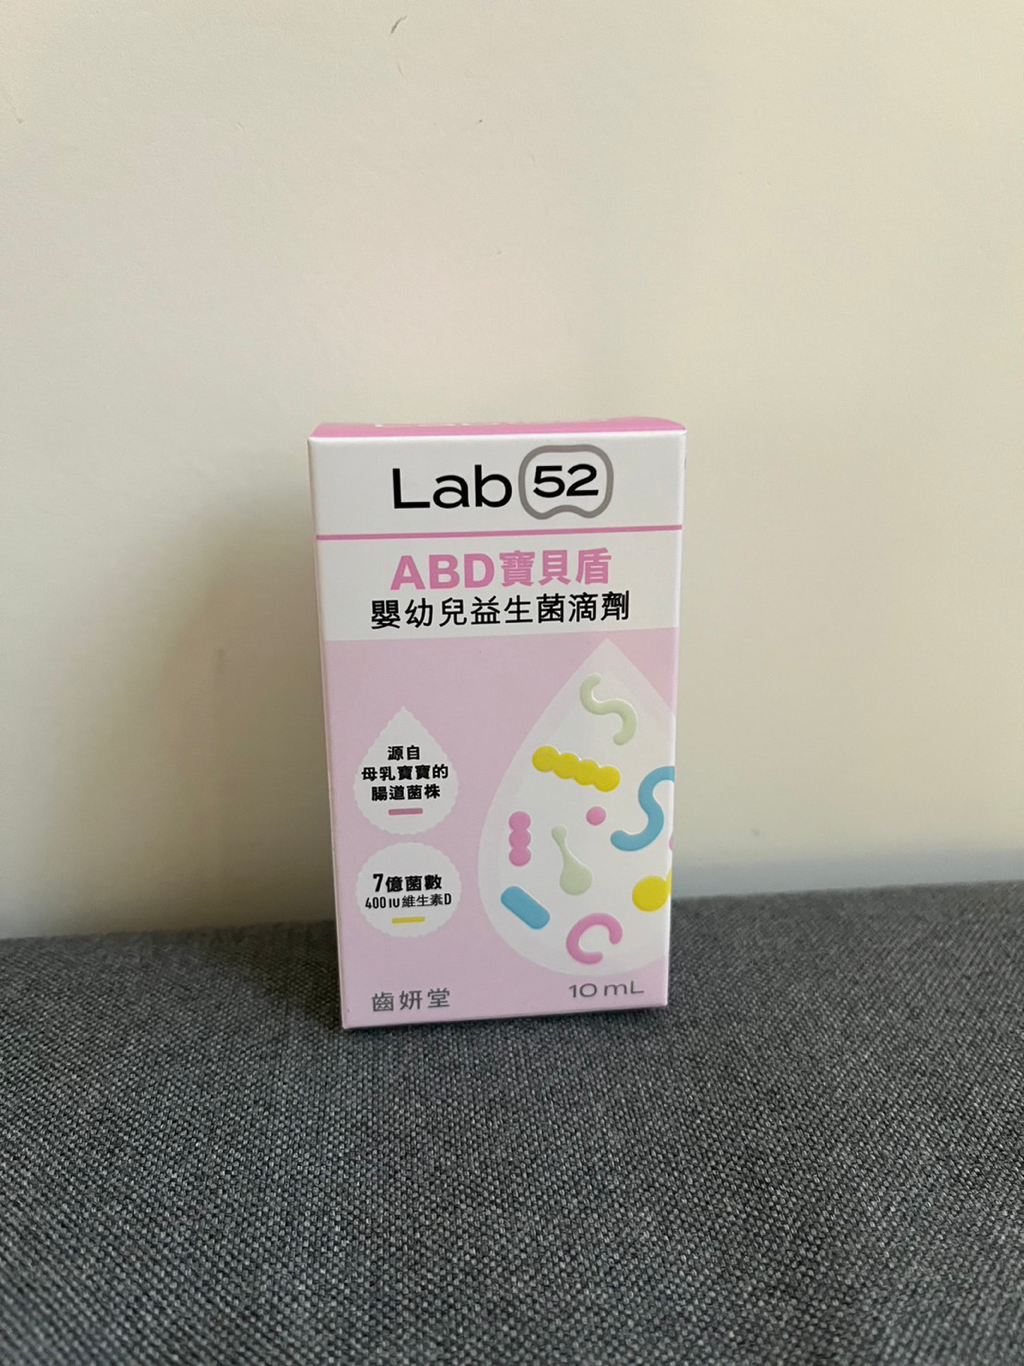 Lab 52
ABD寶貝盾
嬰幼兒益生菌滴劑
源自
母乳寶寶的
腸道菌株
7億菌數
400 IU 維生素D
齒妍堂
10 mL